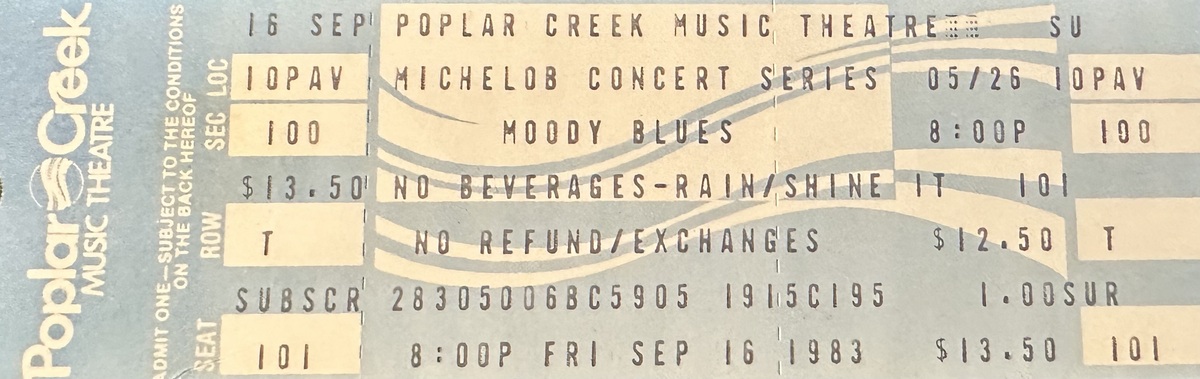 Poplar Creek
MUSIC THEATRE
ADMIT ONE—SUBJECT TO THE CONDITIONS
ON THE BACK HEREOF
SEC LOC
ROW
SEAT
16 SEP POPLAR CREEK MUSIC THEATRE SU
10PAV MICHELOB CONCERT SERIES 05/26 10PAV
100 MOODY BLUES 8:00P 100
$13.50 NO BEVERAGES-RAIN/SHINE 1T 101
T NO REFUND/EXCHANGES $12.50 T
SUBSCR 28305006BC5905 1915C195 1.00SUR
101 8:00P FRI SEP 16 1983 $13.50 101